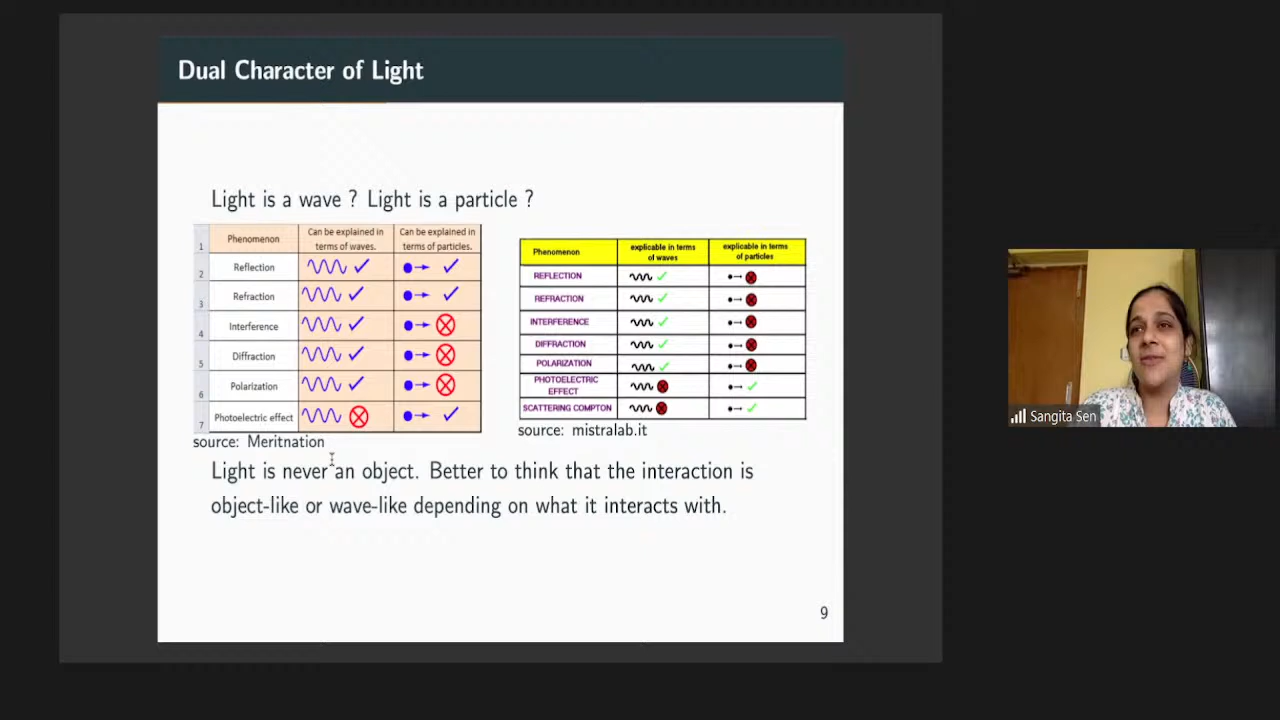 Dual Character of Light
Light is a wave ? Light is a particle ?
1 Phenomenon Can be explained in terms of waves. Can be explained in terms of particles.
2 Reflection
3 Refraction
4 Interference
5 Diffraction
6 Polarization
7 Photoelectric effect
source: Meritnation
Phenomenon explicable in terms of waves explicable in terms of particles
REFLECTION
REFRACTION
INTERFERENCE
DIFFRACTION
POLARIZATION
PHOTOELECTRIC EFFECT
SCATTERING COMPTON
source: mistralab.it
Light is never an object. Better to think that the interaction is
object-like or wave-like depending on what it interacts with.
9
Sangita Sen